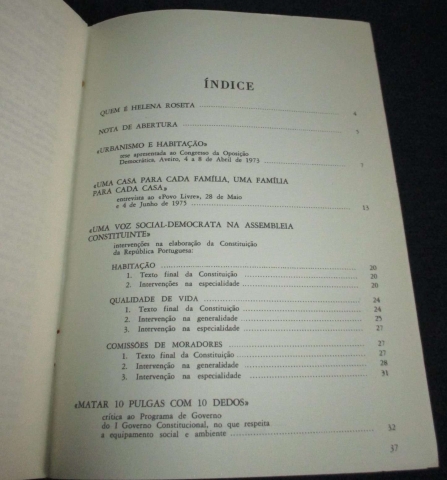 ÍNDICE
QUEM E HELENA ROSETA 4
NOTA DE ABERTURA 5
«URBANISMO E HABITAÇÃO»
tese apresentada ao Congresso da Oposição
Democrática. Aveiro, 4 a 8 de Abril de 1973 7
«UMA CASA PARA CADA FAMÍLIA, UMA FAMÍLIA
PARA CADA CASA»
entrevista ao «Povo Livre», 28 de Maio
e 4 de Junho de 1975 13
«UMA VOZ SOCIAL-DEMOCRATA NA ASSEMBLEIA
CONSTITUINTE»
intervenções na elaboração da Constituição
da República Portuguesa:
HABITAÇÃO 20
1. Texto final da Constituição 20
2. Intervenções na especialidade 20
QUALIDADE DE VIDA 24
1. Texto final da Constituição 24
2. Intervenção na generalidade 25
3. Intervenção na especialidade 27
COMISSÕES DE MORADORES 27
1. Texto final da Constituição 27
2. Intervenção na generalidade 28
3. Intervenção na especialidade 31
«MATAR 10 PULGAS COM 10 DEDOS»
crítica ao Programa de Governo
do I Governo Constitucional, no que respeita
a equipamento social e ambiente 32
37